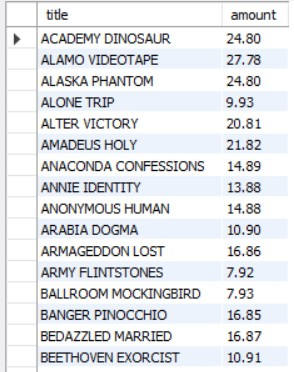 title amount
ACADEMY DINOSAUR 24.80
ALAMO VIDEOTAPE 27.78
ALASKA PHANTOM 24.80
ALONE TRIP 9.93
ALTER VICTORY 20.81
AMADEUS HOLY 21.82
ANACONDA CONFESSIONS 14.89
ANNIE IDENTITY 13.88
ANONYMOUS HUMAN 14.88
ARABIA DOGMA 10.90
ARMAGEDDON LOST 16.86
ARMY FLINTSTONES 7.92
BALLROOM MOCKINGBIRD 7.93
BANGER PINOCCHIO 16.85
BEDAZZLED MARRIED 16.87
BEETHOVEN EXORCIST 10.91